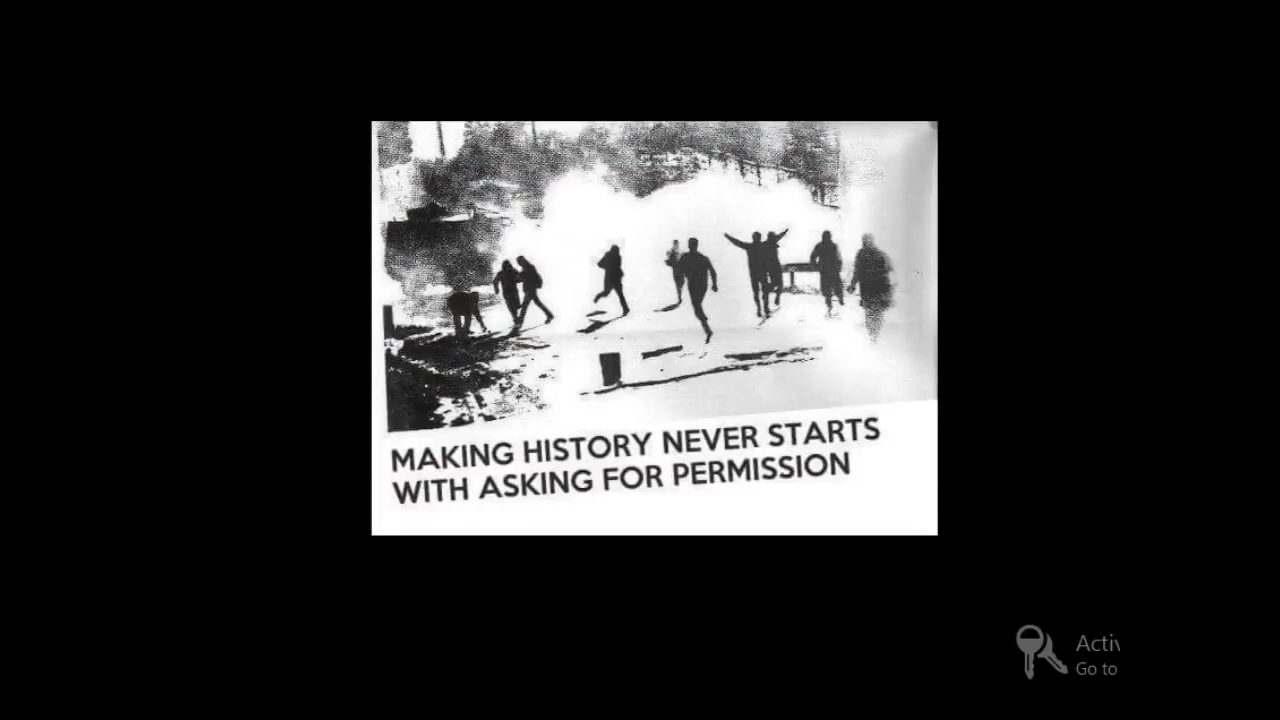 MAKING HISTORY NEVER STARTS
WITH ASKING FOR PERMISSION
Go to